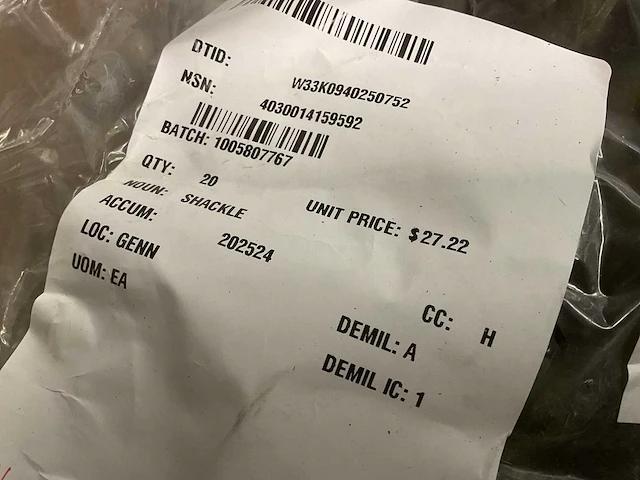 DTID:
W33K0940250752
NSN:
4030014159592
BATCH: 1005807767
QTY: 20
UNIT PRICE: $27.22
NOUN: SHACKLE
ACCUM:
202524
LOC: GENN
UOM: EA
CC: H
DEMIL: A
DEMIL IC: 1